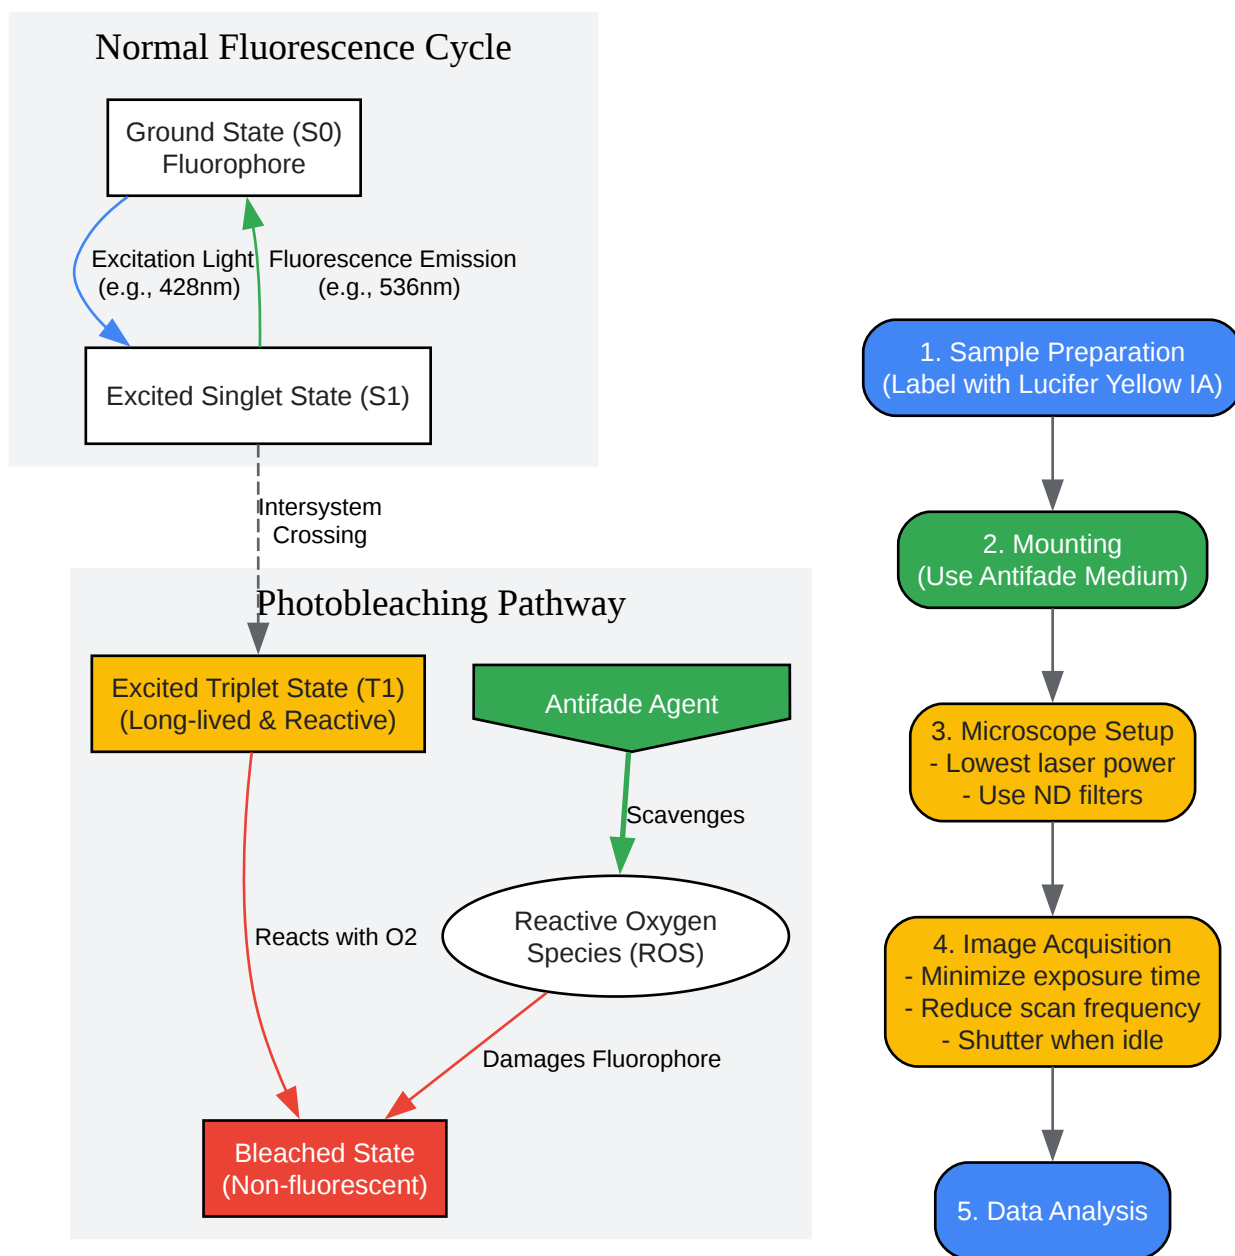 Normal Fluorescence Cycle
Ground State (S0)
Fluorophore
Excitation Light
(e.g., 428nm)
Fluorescence Emission
(e.g., 536nm)
Excited Singlet State (S1)
Intersystem
Crossing
Photobleaching Pathway
Excited Triplet State (T1)
(Long-lived & Reactive)
Antifade Agent
Scavenges
Reacts with O2
Reactive Oxygen
Species (ROS)
Damages Fluorophore
Bleached State
(Non-fluorescent)
1. Sample Preparation
(Label with Lucifer Yellow IA)
2. Mounting
(Use Antifade Medium)
3. Microscope Setup
- Lowest laser power
- Use ND filters
4. Image Acquisition
- Minimize exposure time
- Reduce scan frequency
- Shutter when idle
5. Data Analysis